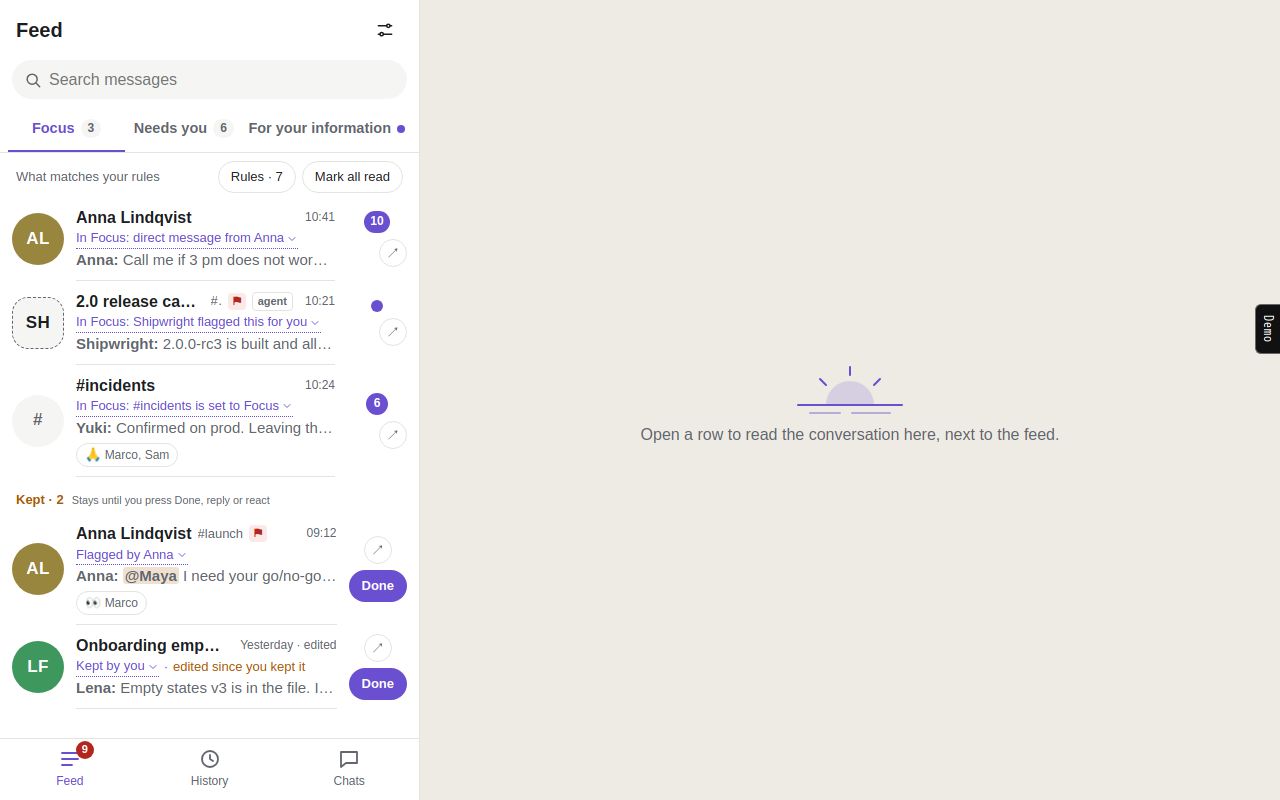 Feed
Search messages
Focus 3 Needs you 6 For your information
What matches your rules Rules · 7 Mark all read
AL Anna Lindqvist 10:41 10
In Focus: direct message from Anna
Anna: Call me if 3 pm does not wor…
SH 2.0 release ca… #. agent 10:21
In Focus: Shipwright flagged this for you
Shipwright: 2.0.0-rc3 is built and all…
# #incidents 10:24 6
In Focus: #incidents is set to Focus
Yuki: Confirmed on prod. Leaving th…
🙏 Marco, Sam
Kept · 2 Stays until you press Done, reply or react
AL Anna Lindqvist #launch 09:12
Flagged by Anna
Anna: @Maya I need your go/no-go… Done
👀 Marco
LF Onboarding emp… Yesterday · edited
Kept by you · edited since you kept it
Lena: Empty states v3 is in the file. I… Done
9
Feed History Chats
Open a row to read the conversation here, next to the feed.
Demo